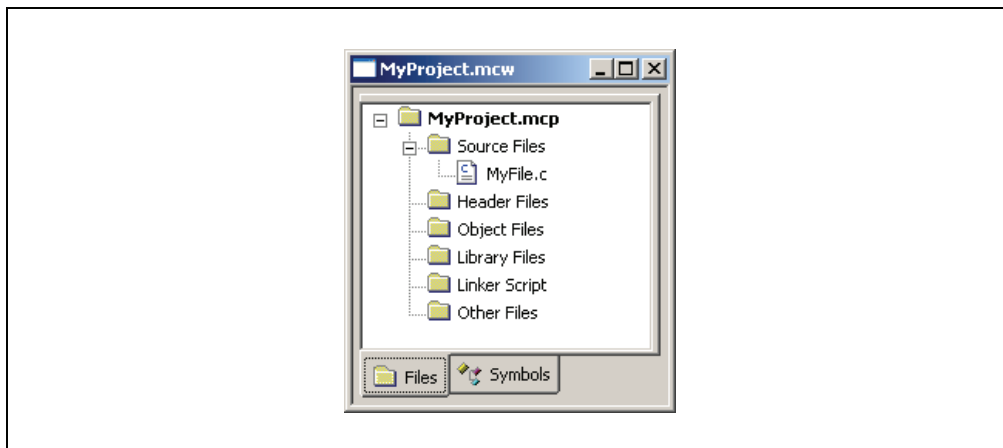 MyProject.mcw
MyProject.mcp
Source Files
MyFile.c
Header Files
Object Files
Library Files
Linker Script
Other Files
Files
Symbols